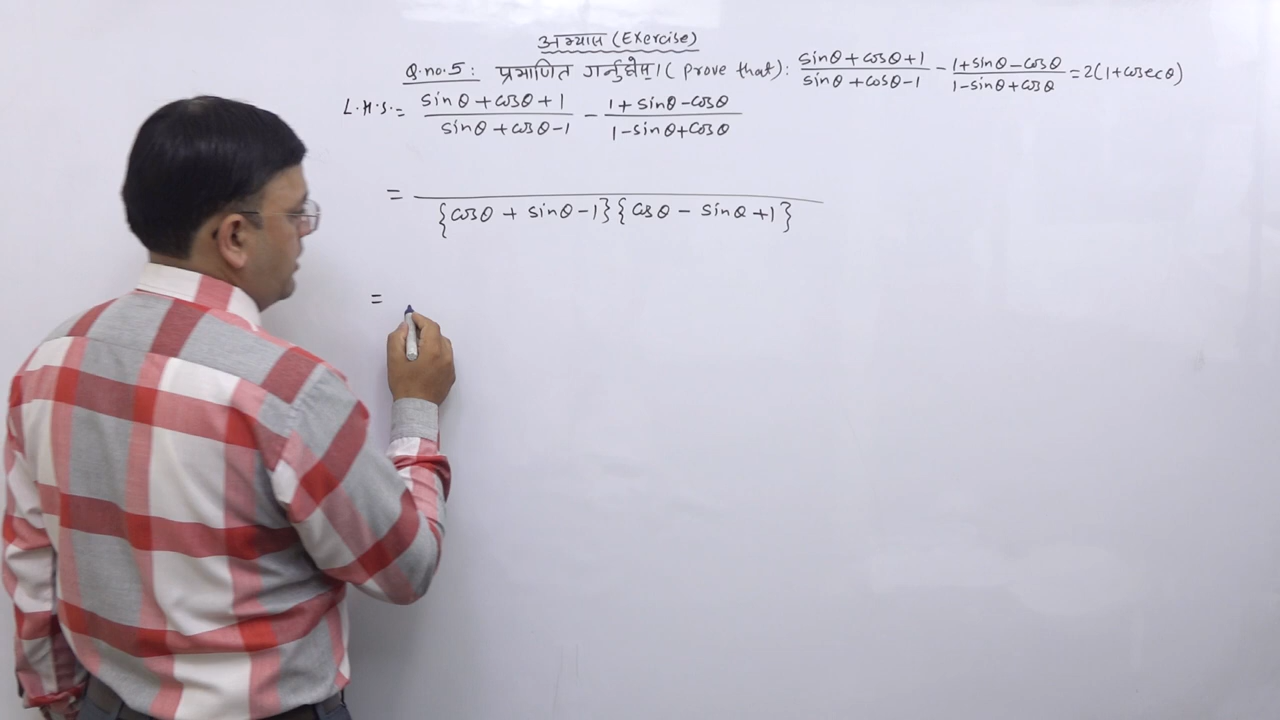 अभ्यास (Exercise)
Q.no.5: प्रमाणित गर्नुहोस् । (Prove that): (sinθ + cosθ + 1)/(sinθ + cosθ - 1) - (1 + sinθ - cosθ)/(1 - sinθ + cosθ) = 2(1 + cosecθ)
L.H.S. = (sinθ + cosθ + 1)/(sinθ + cosθ - 1) - (1 + sinθ - cosθ)/(1 - sinθ + cosθ)
= /{cosθ + sinθ - 1}{cosθ - sinθ + 1}
=